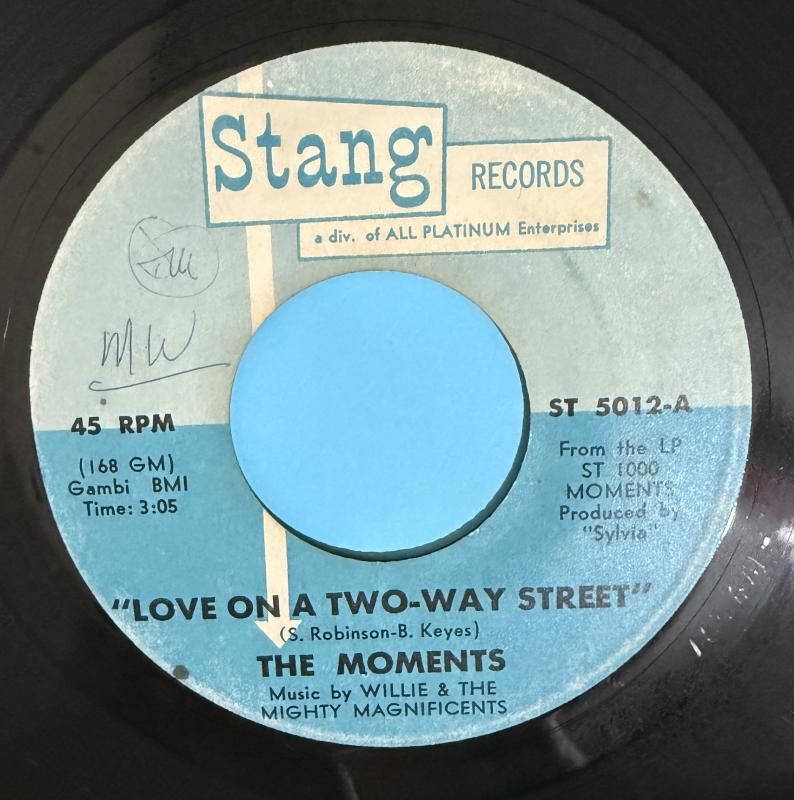 Stang
RECORDS
a div. of ALL PLATINUM Enterprises
MW
45 RPM
(168 GM)
Gambi BMI
Time: 3:05
ST 5012-A
From the LP
ST 1000
MOMENTS
Produced by
"Sylvia"
"LOVE ON A TWO-WAY STREET"
(S. Robinson-B. Keyes)
THE MOMENTS
Music by WILLIE & THE
MIGHTY MAGNIFICENTS